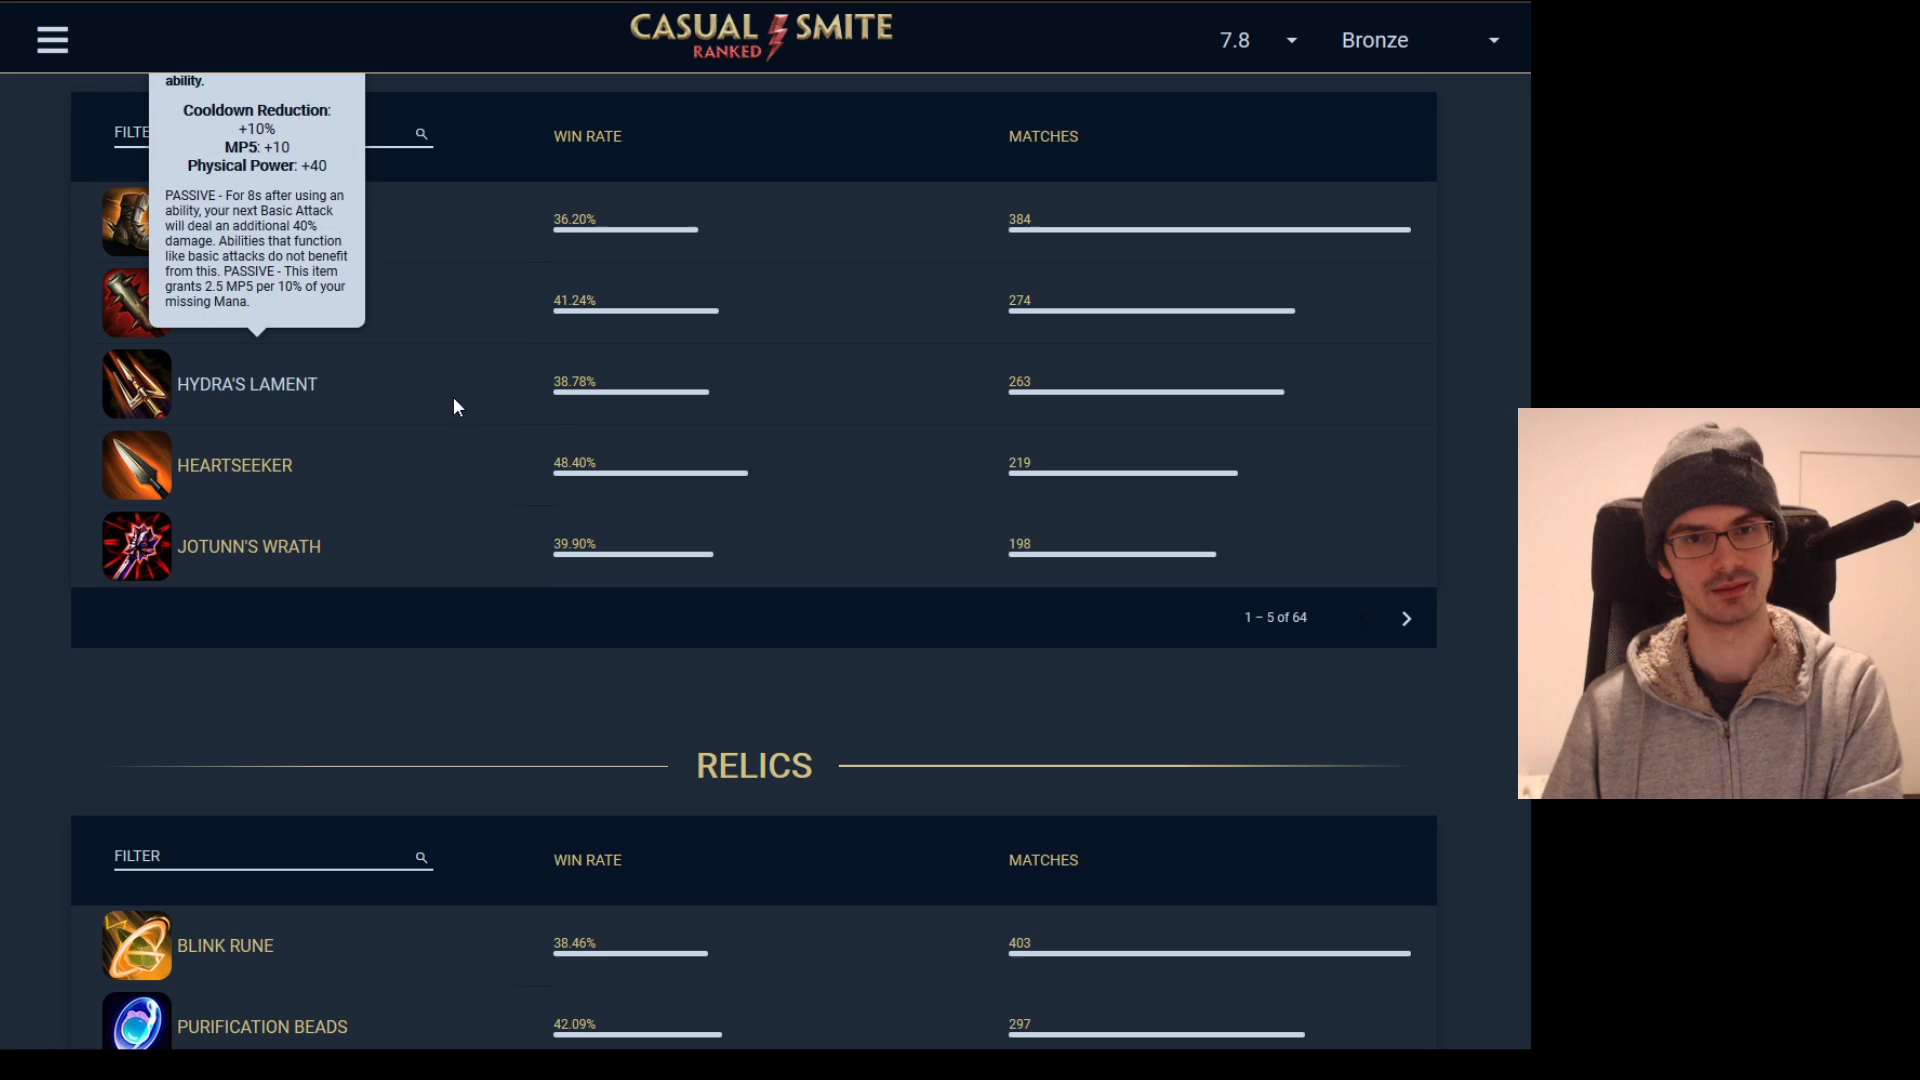 CASUAL SMITE
RANKED
7.8
Bronze
ability.
Cooldown Reduction:
+10%
MP5: +10
Physical Power: +40
PASSIVE - For 8s after using an
ability, your next Basic Attack
will deal an additional 40%
damage. Abilities that function
like basic attacks do not benefit
from this. PASSIVE - This item
grants 2.5 MP5 per 10% of your
missing Mana.
FILTE
WIN RATE
MATCHES
36.20%
384
41.24%
274
HYDRA'S LAMENT
38.78%
263
HEARTSEEKER
48.40%
219
JOTUNN'S WRATH
39.90%
198
1 – 5 of 64
RELICS
FILTER
WIN RATE
MATCHES
BLINK RUNE
38.46%
403
PURIFICATION BEADS
42.09%
297